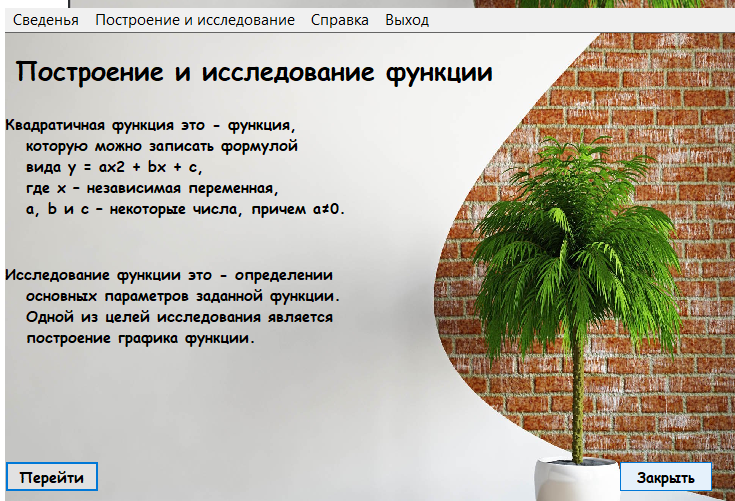 Сведенья Построение и исследование Справка Выход
Построение и исследование функции
Квадратичная функция это - функция,
которую можно записать формулой
вида y = ax2 + bx + c,
где x – независимая переменная,
a, b и c – некоторые числа, причем a≠0.
Исследование функции это - определении
основных параметров заданной функции.
Одной из целей исследования является
построение графика функции.
Перейти Закрыть